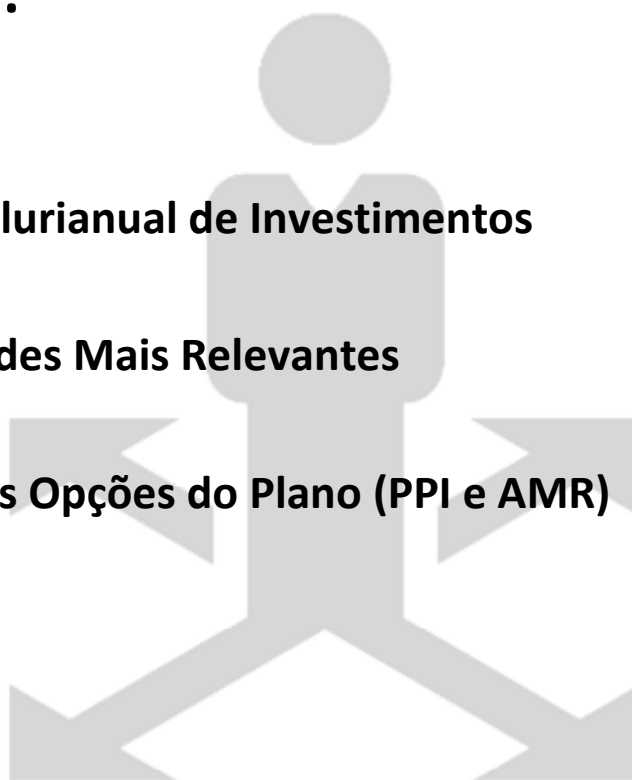 lurianual de Investimentos
des Mais Relevantes
s Opções do Plano (PPI e AMR)